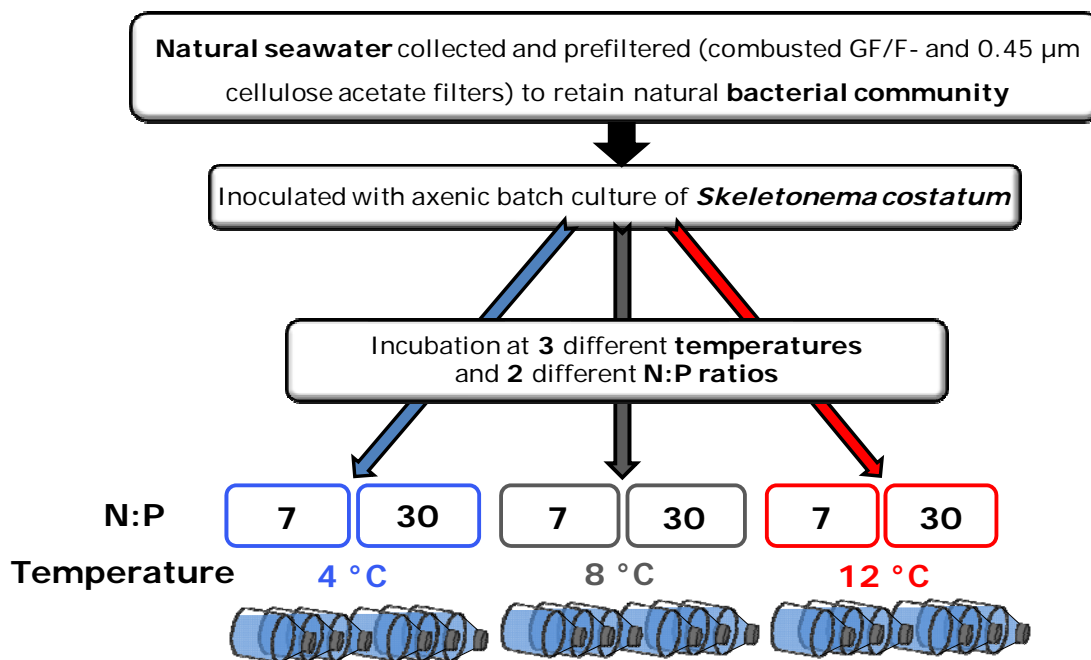 Natural seawater collected and prefiltered (combusted GF/F- and 0.45 µm
cellulose acetate filters) to retain natural bacterial community
Inoculated with axenic batch culture of Skeletonema costatum
Incubation at 3 different temperatures
and 2 different N:P ratios
N:P 7 30 7 30 7 30
Temperature 4 °C 8 °C 12 °C